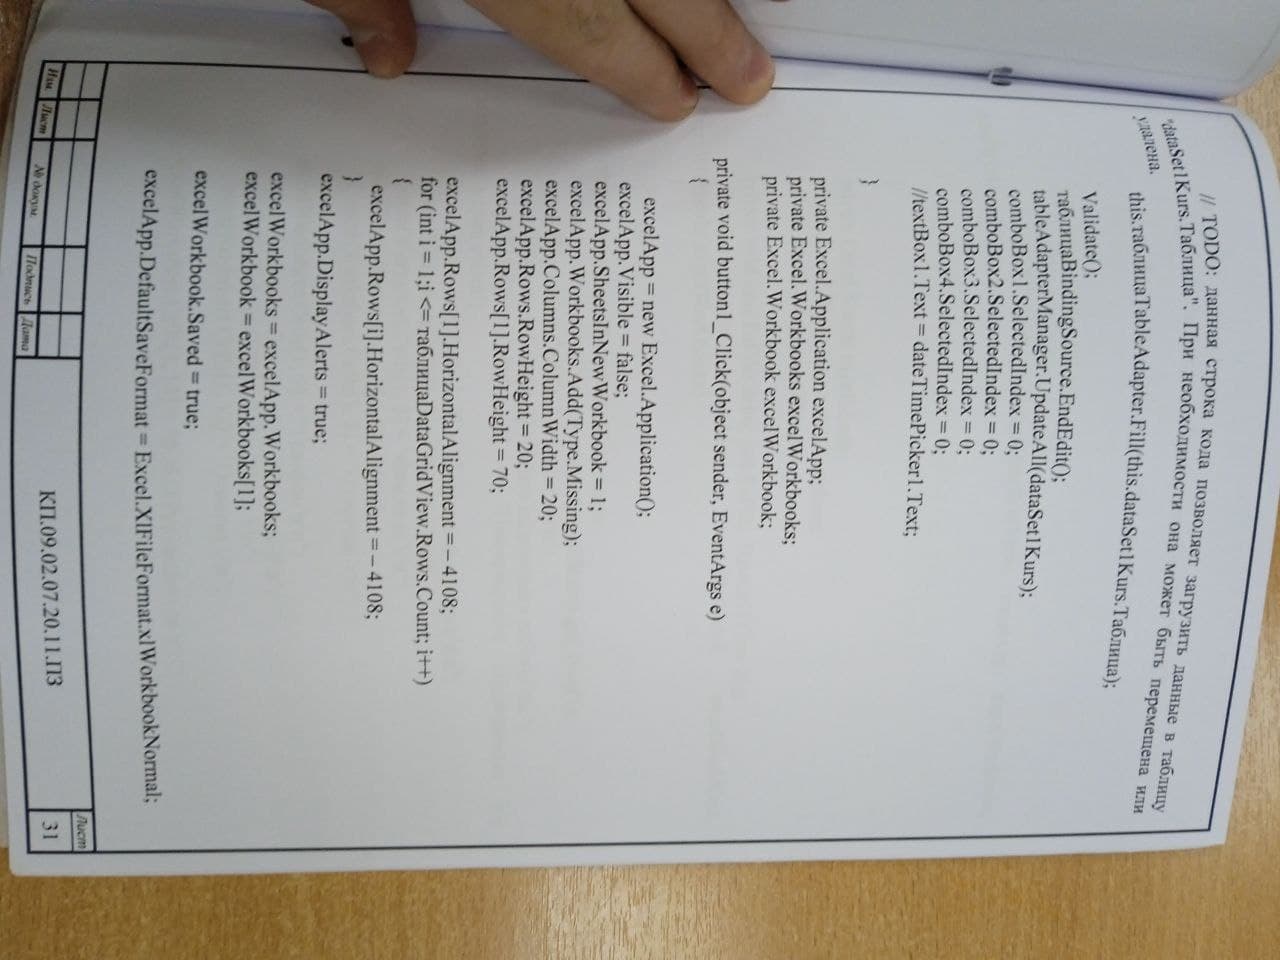 // TODO: данная строка кода позволяет загрузить данные в таблицу
"dataSet1Kurs.Таблица". При необходимости она может быть перемещена или
удалена.
this.таблицаTableAdapter.Fill(this.dataSet1Kurs.Таблица);
Validate();
таблицаBindingSource.EndEdit();
tableAdapterManager.UpdateAll(dataSet1Kurs);
comboBox1.SelectedIndex = 0;
comboBox2.SelectedIndex = 0;
comboBox3.SelectedIndex = 0;
comboBox4.SelectedIndex = 0;
//textBox1.Text = dateTimePicker1.Text;
}
private Excel.Application excelApp;
private Excel.Workbooks excelWorkbooks;
private Excel.Workbook excelWorkbook;
private void button1_Click(object sender, EventArgs e)
{
excelApp = new Excel.Application();
excelApp.Visible = false;
excelApp.SheetsInNewWorkbook = 1;
excelApp.Workbooks.Add(Type.Missing);
excelApp.Columns.ColumnWidth = 20;
excelApp.Rows.RowHeight = 20;
excelApp.Rows[1].RowHeight = 70;
excelApp.Rows[1].HorizontalAlignment = – 4108;
for (int i = 1;i <= таблицаDataGridView.Rows.Count; i++)
{
excelApp.Rows[i].HorizontalAlignment = – 4108;
}
excelApp.DisplayAlerts = true;
excelWorkbooks = excelApp.Workbooks;
excelWorkbook = excelWorkbooks[1];
excelWorkbook.Saved = true;
excelApp.DefaultSaveFormat = Excel.XlFileFormat.xlWorkbookNormal;
Изм. Лист № докум. Подпись Дата
КП.09.02.07.20.11.ПЗ
Лист
31